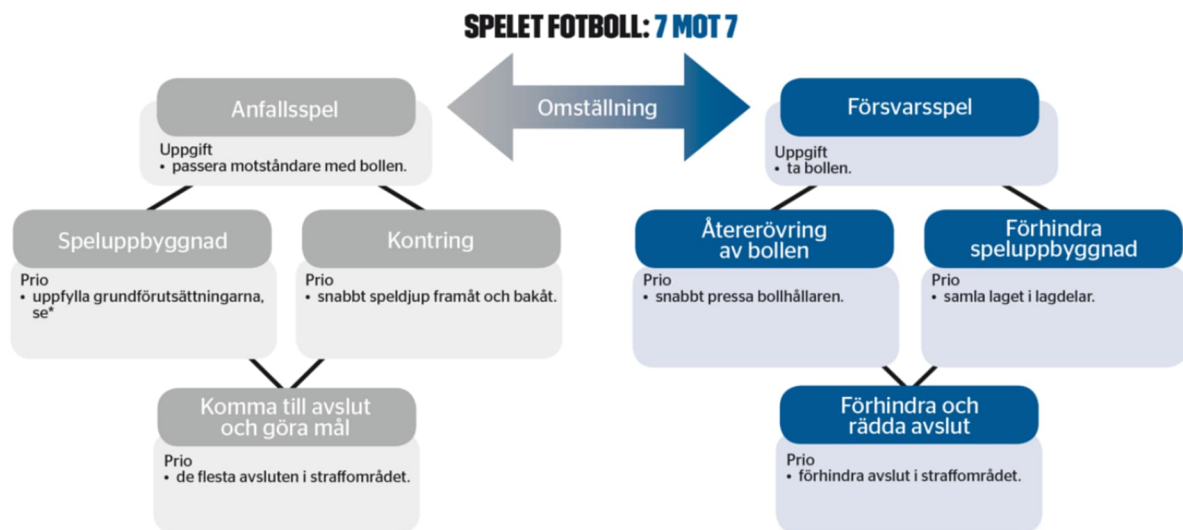 SPELET FOTBOLL: 7 MOT 7
Omställning
Anfallsspel
Uppgift
• passera motståndare med bollen.
Speluppbyggnad
Prio
• uppfylla grundförutsättningarna,
se*
Kontring
Prio
• snabbt speldjup framåt och bakåt.
Komma till avslut
och göra mål
Prio
• de flesta avsluten i straffområdet.
Försvarsspel
Uppgift
• ta bollen.
Återerövring
av bollen
Prio
• snabbt pressa bollhållaren.
Förhindra
speluppbyggnad
Prio
• samla laget i lagdelar.
Förhindra och
rädda avslut
Prio
• förhindra avslut i straffområdet.